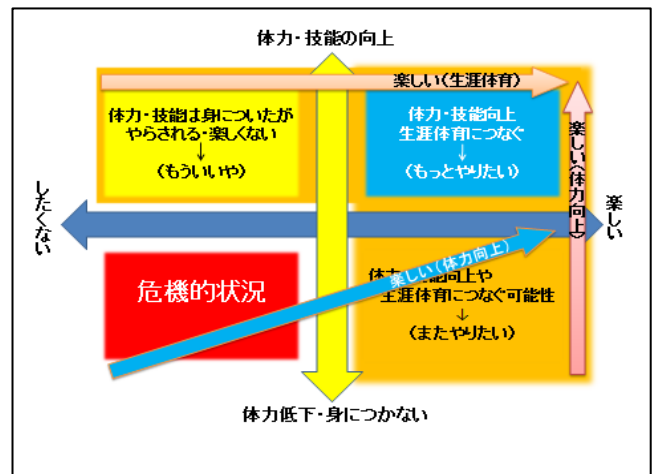 体力・技能の向上
楽しい（生涯体育）
体力・技能は身についたが
やらされる・楽しくない
↓
（もういいや）
体力・技能向上
生涯体育につなぐ
↓
（もっとやりたい）
楽しい（体力向上）
したくない
楽しい
楽しい（体力向上）
危機的状況
体力・技能向上や
生涯体育につなぐ可能性
↓
（またやりたい）
体力低下・身につかない